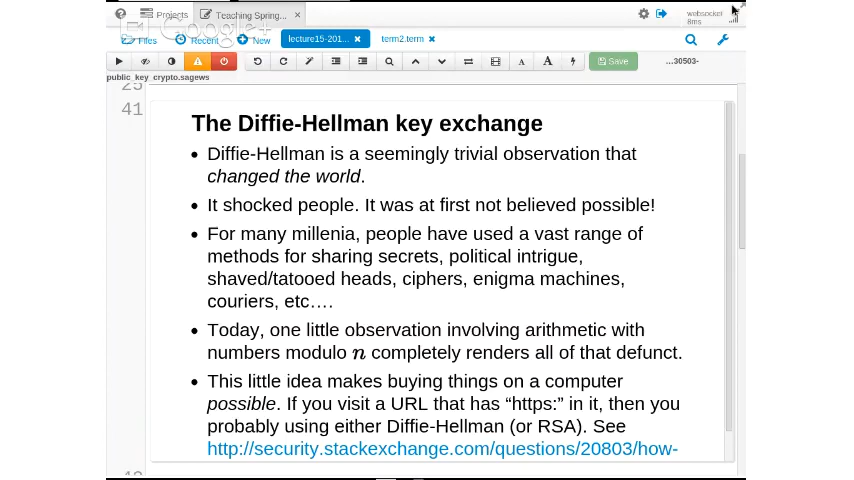 Projects
Teaching Spring...
websocket
8ms
Google+
Files
Recent
New
lecture15-201...
term2.term
A
A
Save
...30503-
public_key_crypto.sagews
25
41
The Diffie-Hellman key exchange
• Diffie-Hellman is a seemingly trivial observation that
changed the world.
• It shocked people. It was at first not believed possible!
• For many millenia, people have used a vast range of
methods for sharing secrets, political intrigue,
shaved/tatooed heads, ciphers, enigma machines,
couriers, etc….
• Today, one little observation involving arithmetic with
numbers modulo n completely renders all of that defunct.
• This little idea makes buying things on a computer
possible. If you visit a URL that has “https:” in it, then you
probably using either Diffie-Hellman (or RSA). See
http://security.stackexchange.com/questions/20803/how-